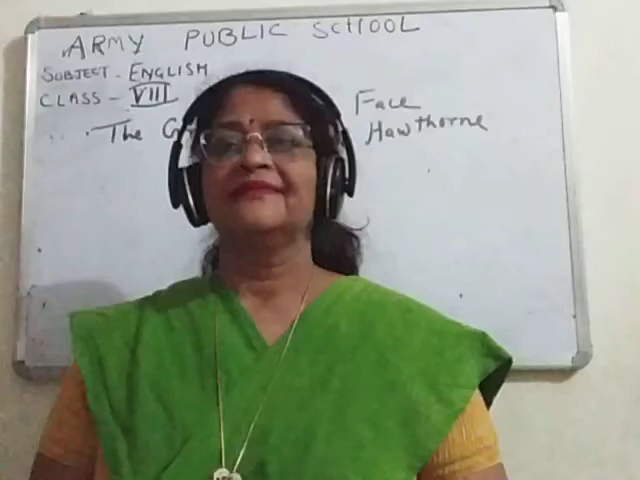 ARMY PUBLIC SCHOOL
SUBJECT - ENGLISH
CLASS - VIII
The Face
Hawthorne